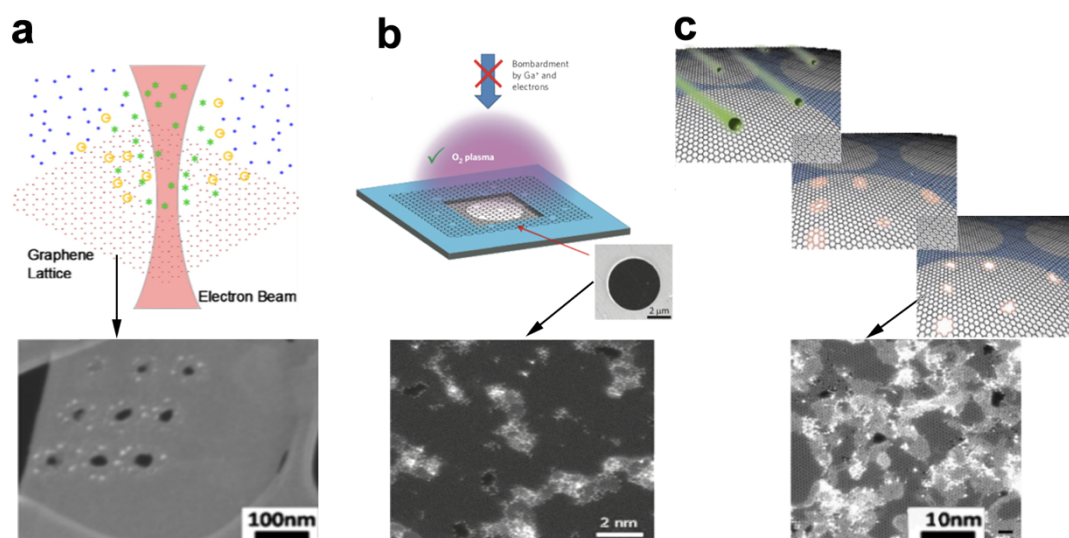 a
Graphene
Lattice
Electron Beam
100nm
b
Bombardment
by Ga⁺ and
electrons
✓ O₂ plasma
2 μm
2 nm
c
10nm